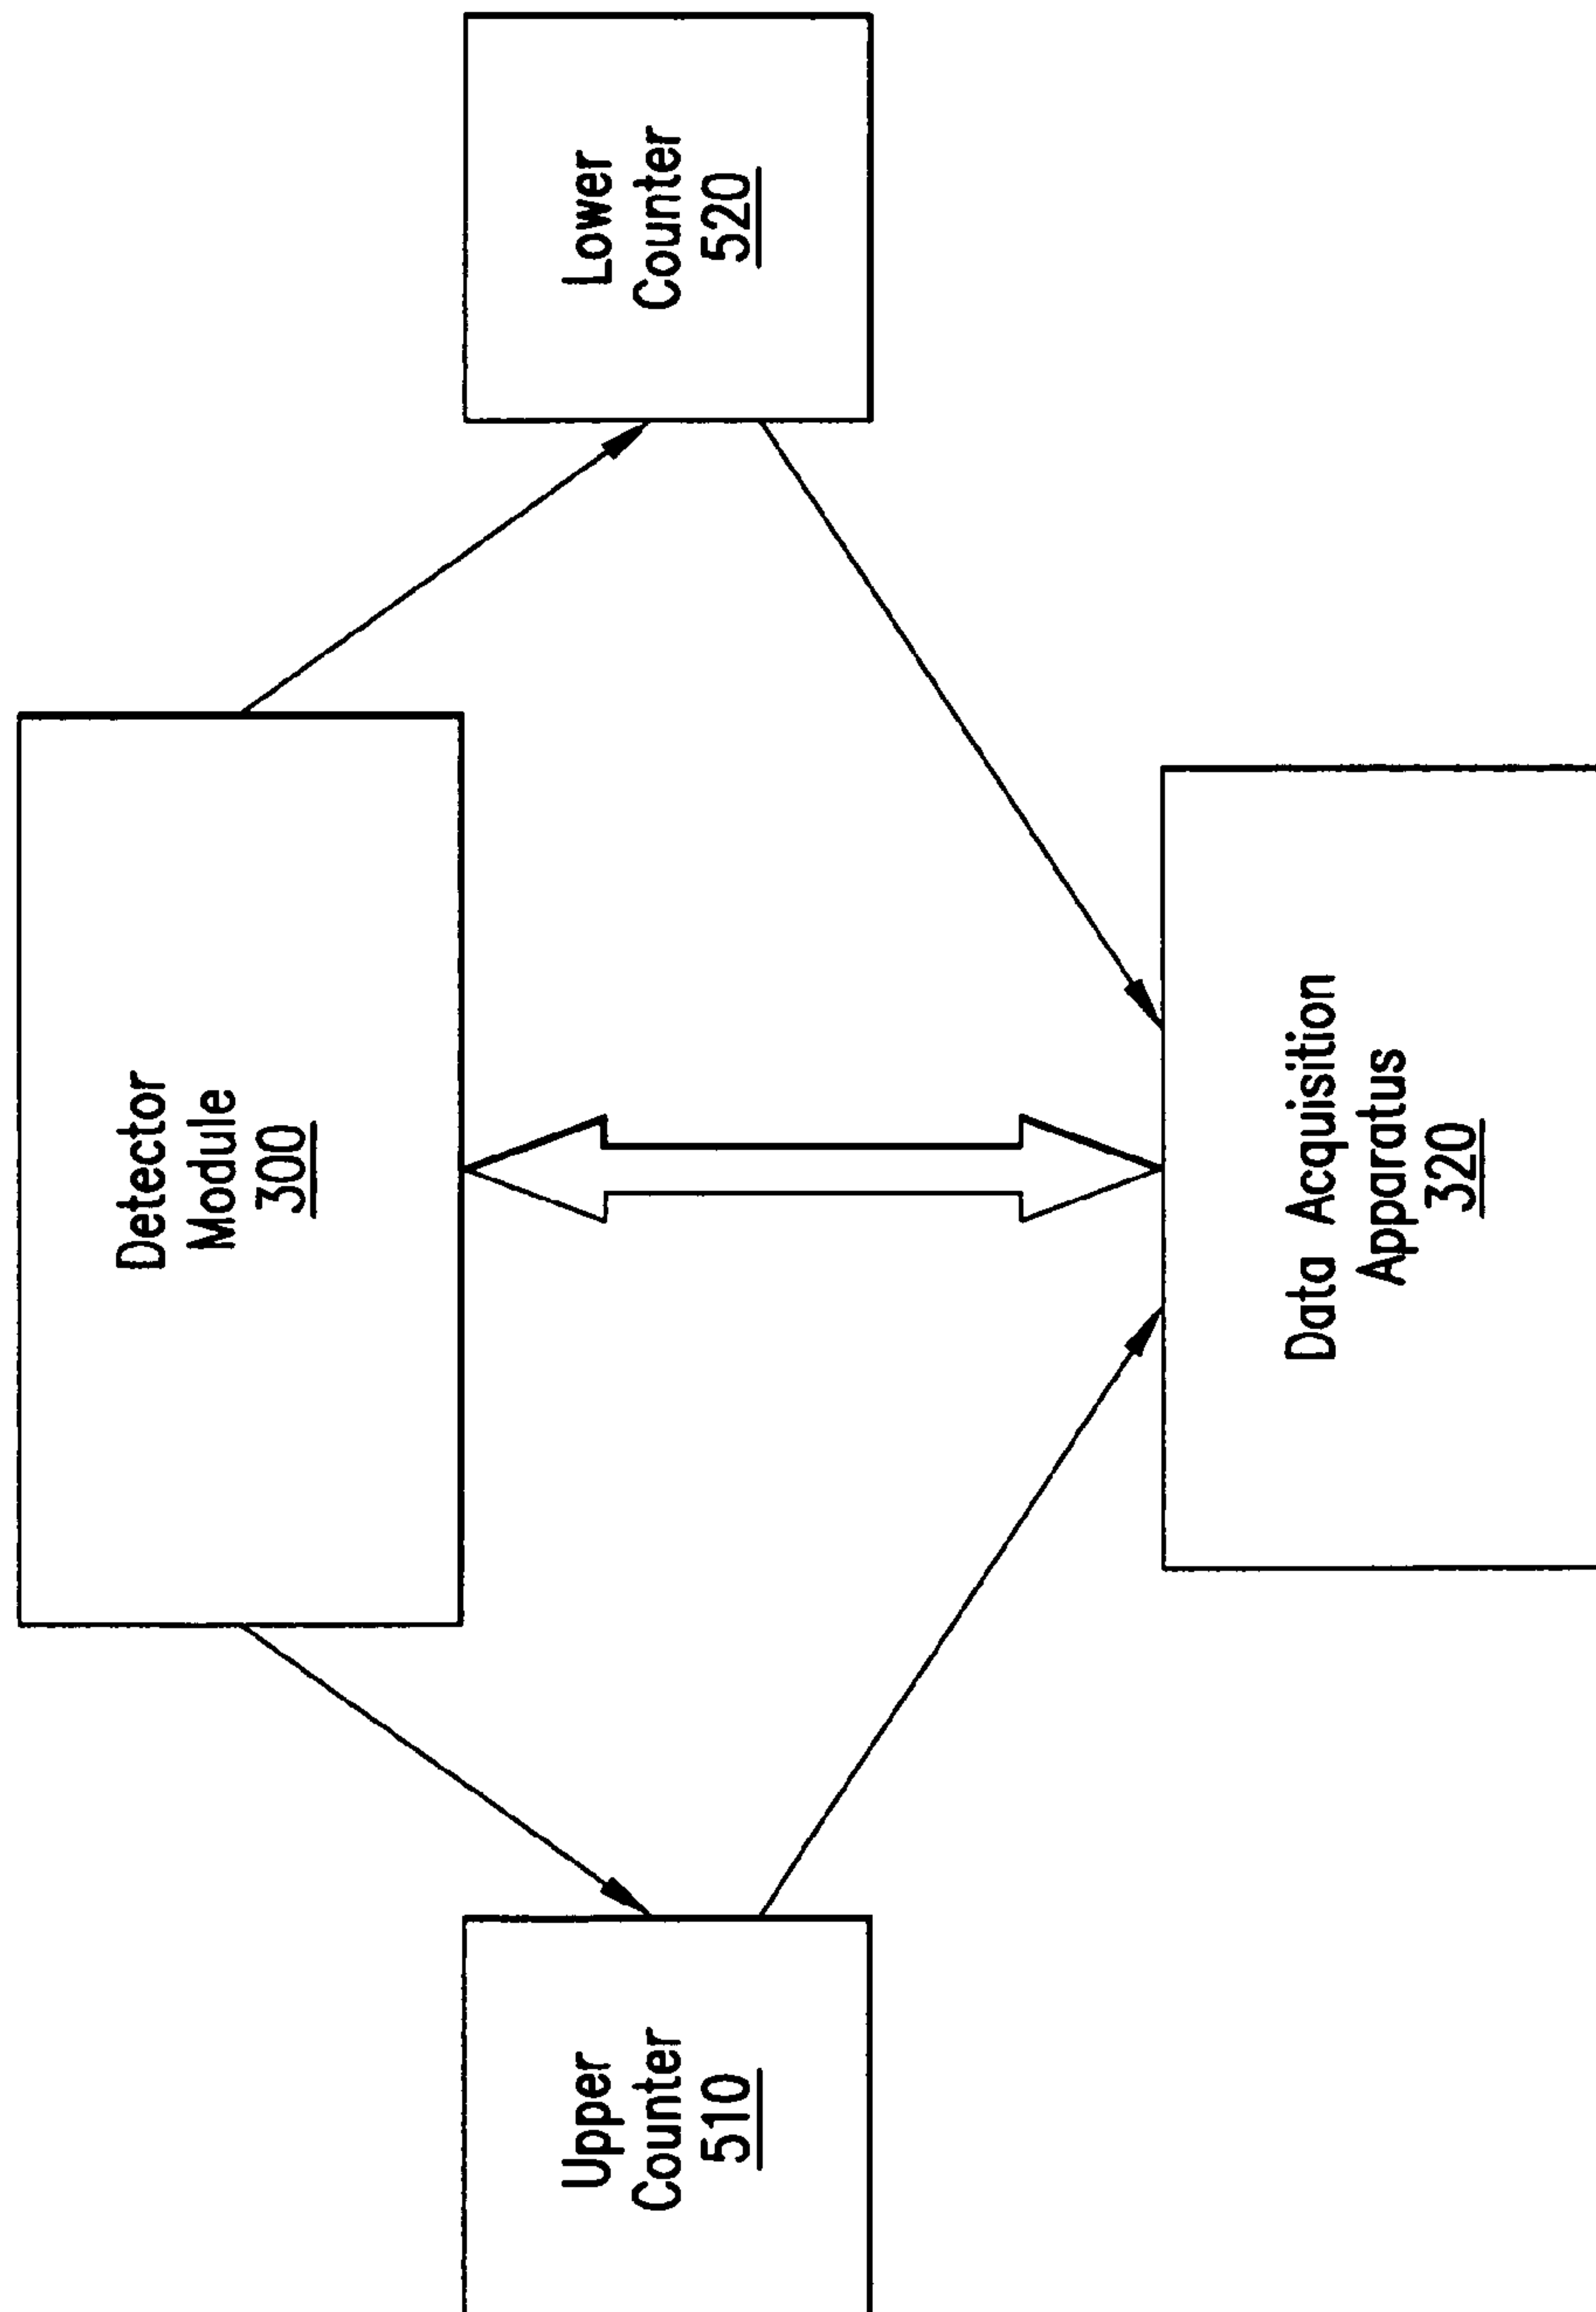 Detector
Module
300
Upper
Counter
510
Lower
Counter
520
Data Acquisition
Apparatus
320